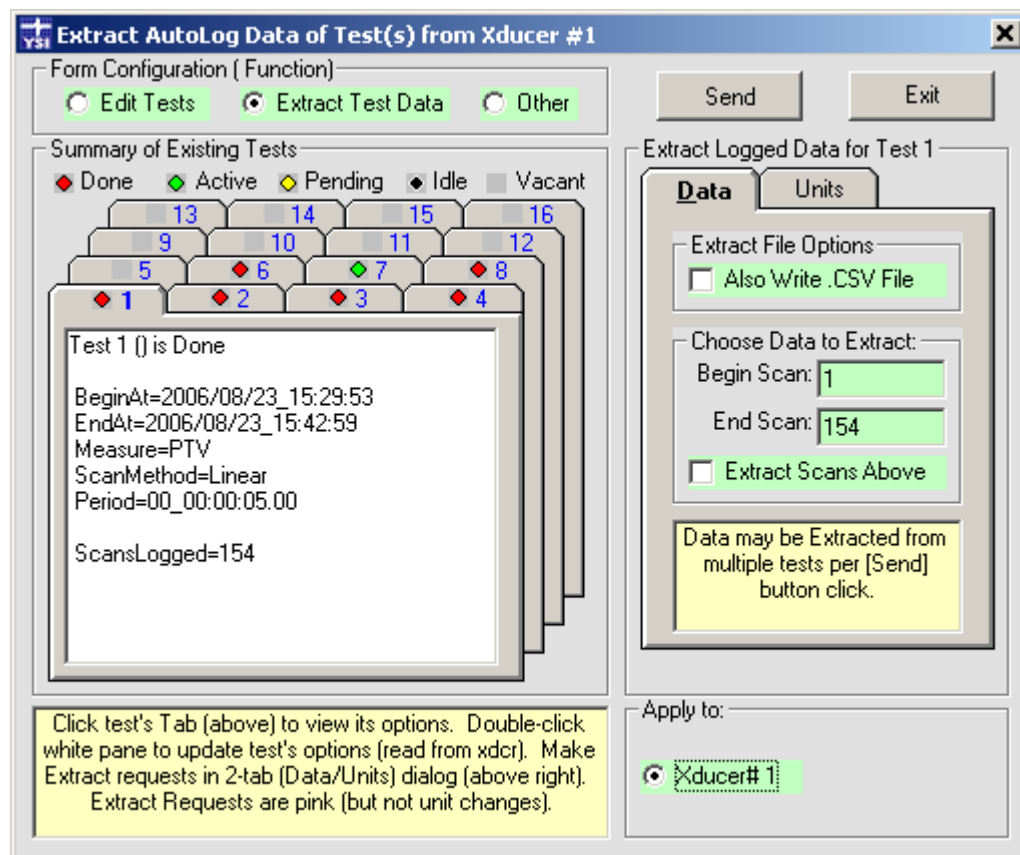 YSI Extract AutoLog Data of Test(s) from Xducer #1
Form Configuration ( Function)
Edit Tests Extract Test Data Other
Send Exit
Summary of Existing Tests
Done Active Pending Idle Vacant
13 14 15 16
9 10 11 12
5 6 7 8
1 2 3 4
Test 1 () is Done
BeginAt=2006/08/23_15:29:53
EndAt=2006/08/23_15:42:59
Measure=PTV
ScanMethod=Linear
Period=00_00:00:05.00
ScansLogged=154
Click test's Tab (above) to view its options. Double-click
white pane to update test's options (read from xdcr). Make
Extract requests in 2-tab (Data/Units) dialog (above right).
Extract Requests are pink (but not unit changes).
Extract Logged Data for Test 1
Data Units
Extract File Options
Also Write .CSV File
Choose Data to Extract:
Begin Scan: 1
End Scan: 154
Extract Scans Above
Data may be Extracted from
multiple tests per [Send]
button click.
Apply to:
Xducer# 1